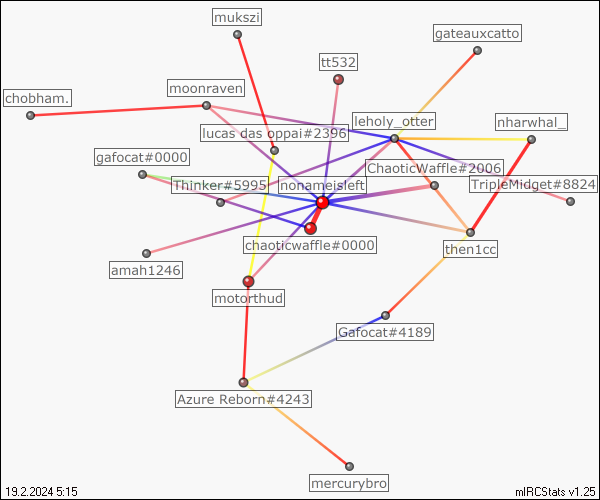 mukszi
gateauxcatto
tt532
moonraven
chobham.
leholy_otter
nharwhal_
lucas das oppai#2396
gafocat#0000
ChaoticWaffle#2006
Thinker#5995
nonameisleft
TripleMidget#8824
chaoticwaffle#0000
then1cc
amah1246
motorthud
Gafocat#4189
Azure Reborn#4243
mercurybro
19.2.2024 5:15
mIRCStats v1.25